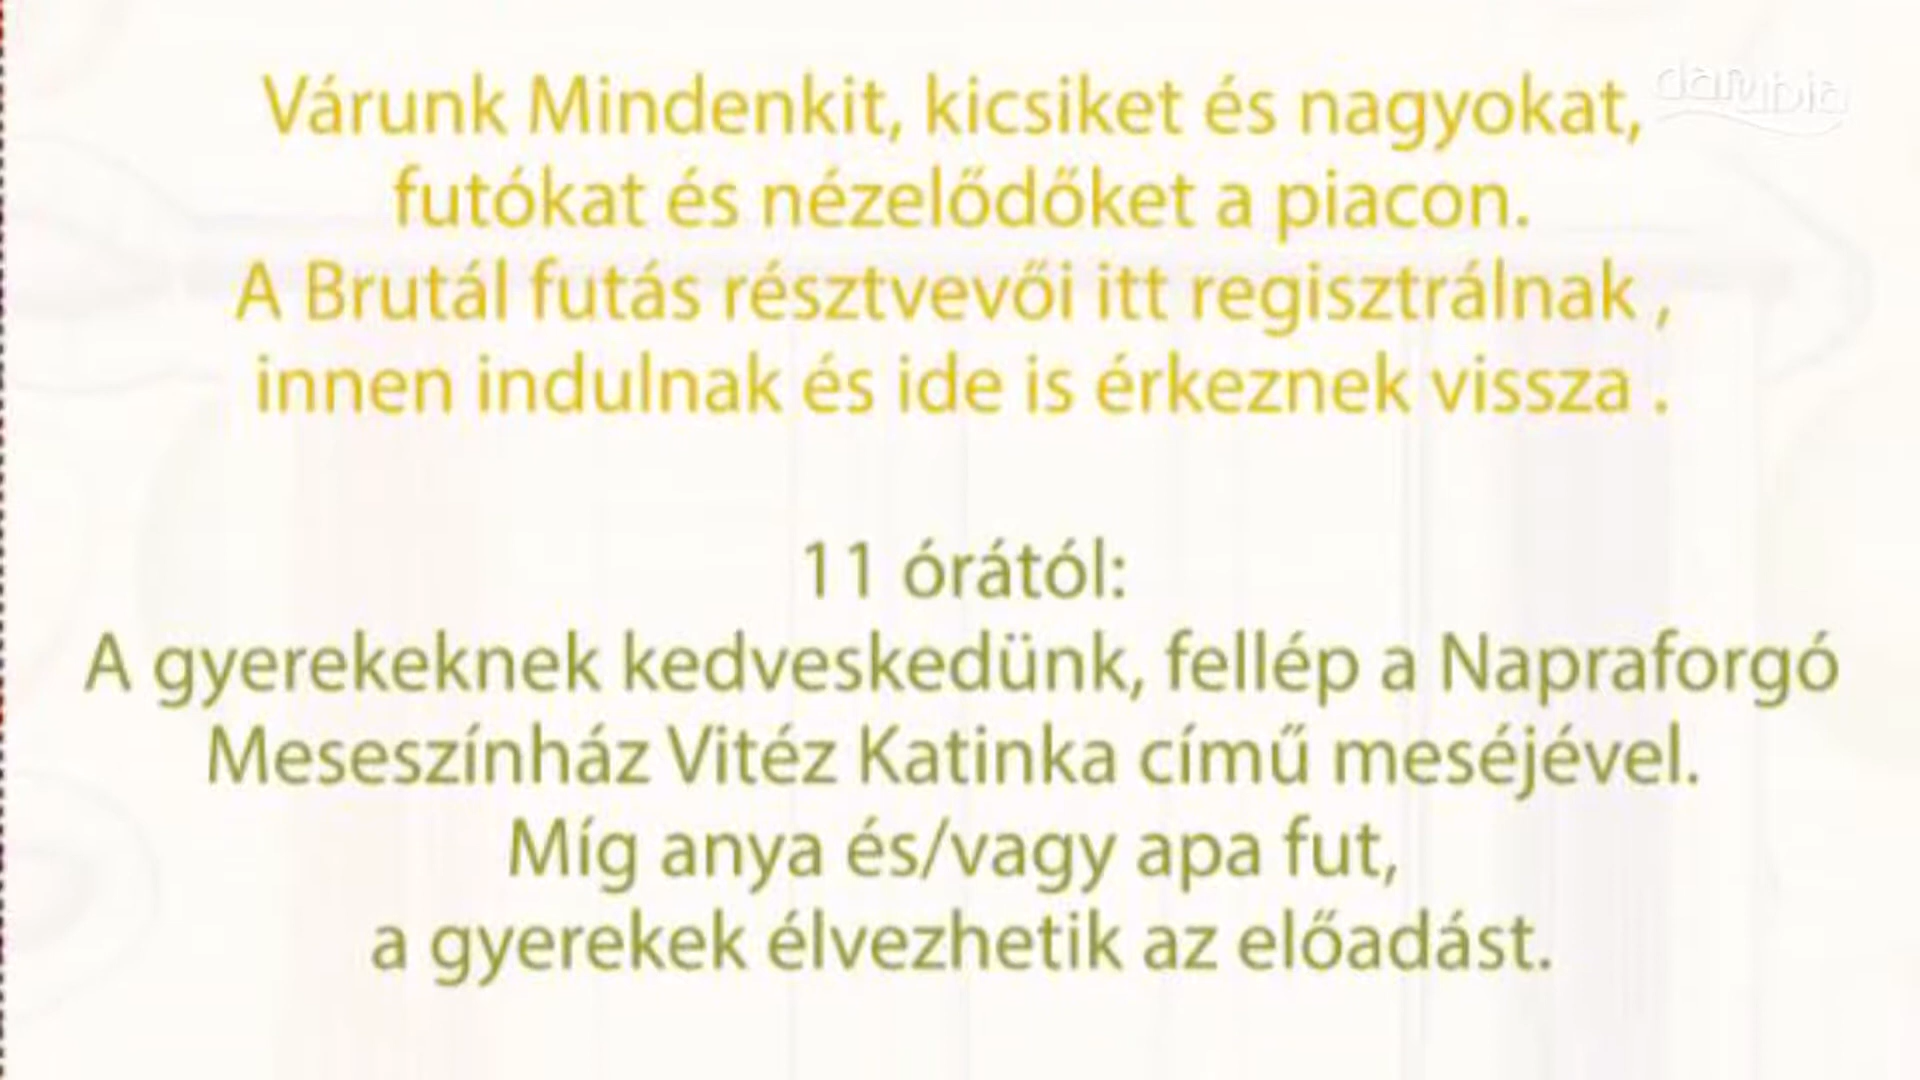 danubia
Várunk Mindenkit, kicsiket és nagyokat,
futókat és nézelődőket a piacon.
A Brutál futás résztvevői itt regisztrálnak ,
innen indulnak és ide is érkeznek vissza .
11 órától:
A gyerekeknek kedveskedünk, fellép a Napraforgó
Meseszínház Vitéz Katinka című meséjével.
Míg anya és/vagy apa fut,
a gyerekek élvezhetik az előadást.